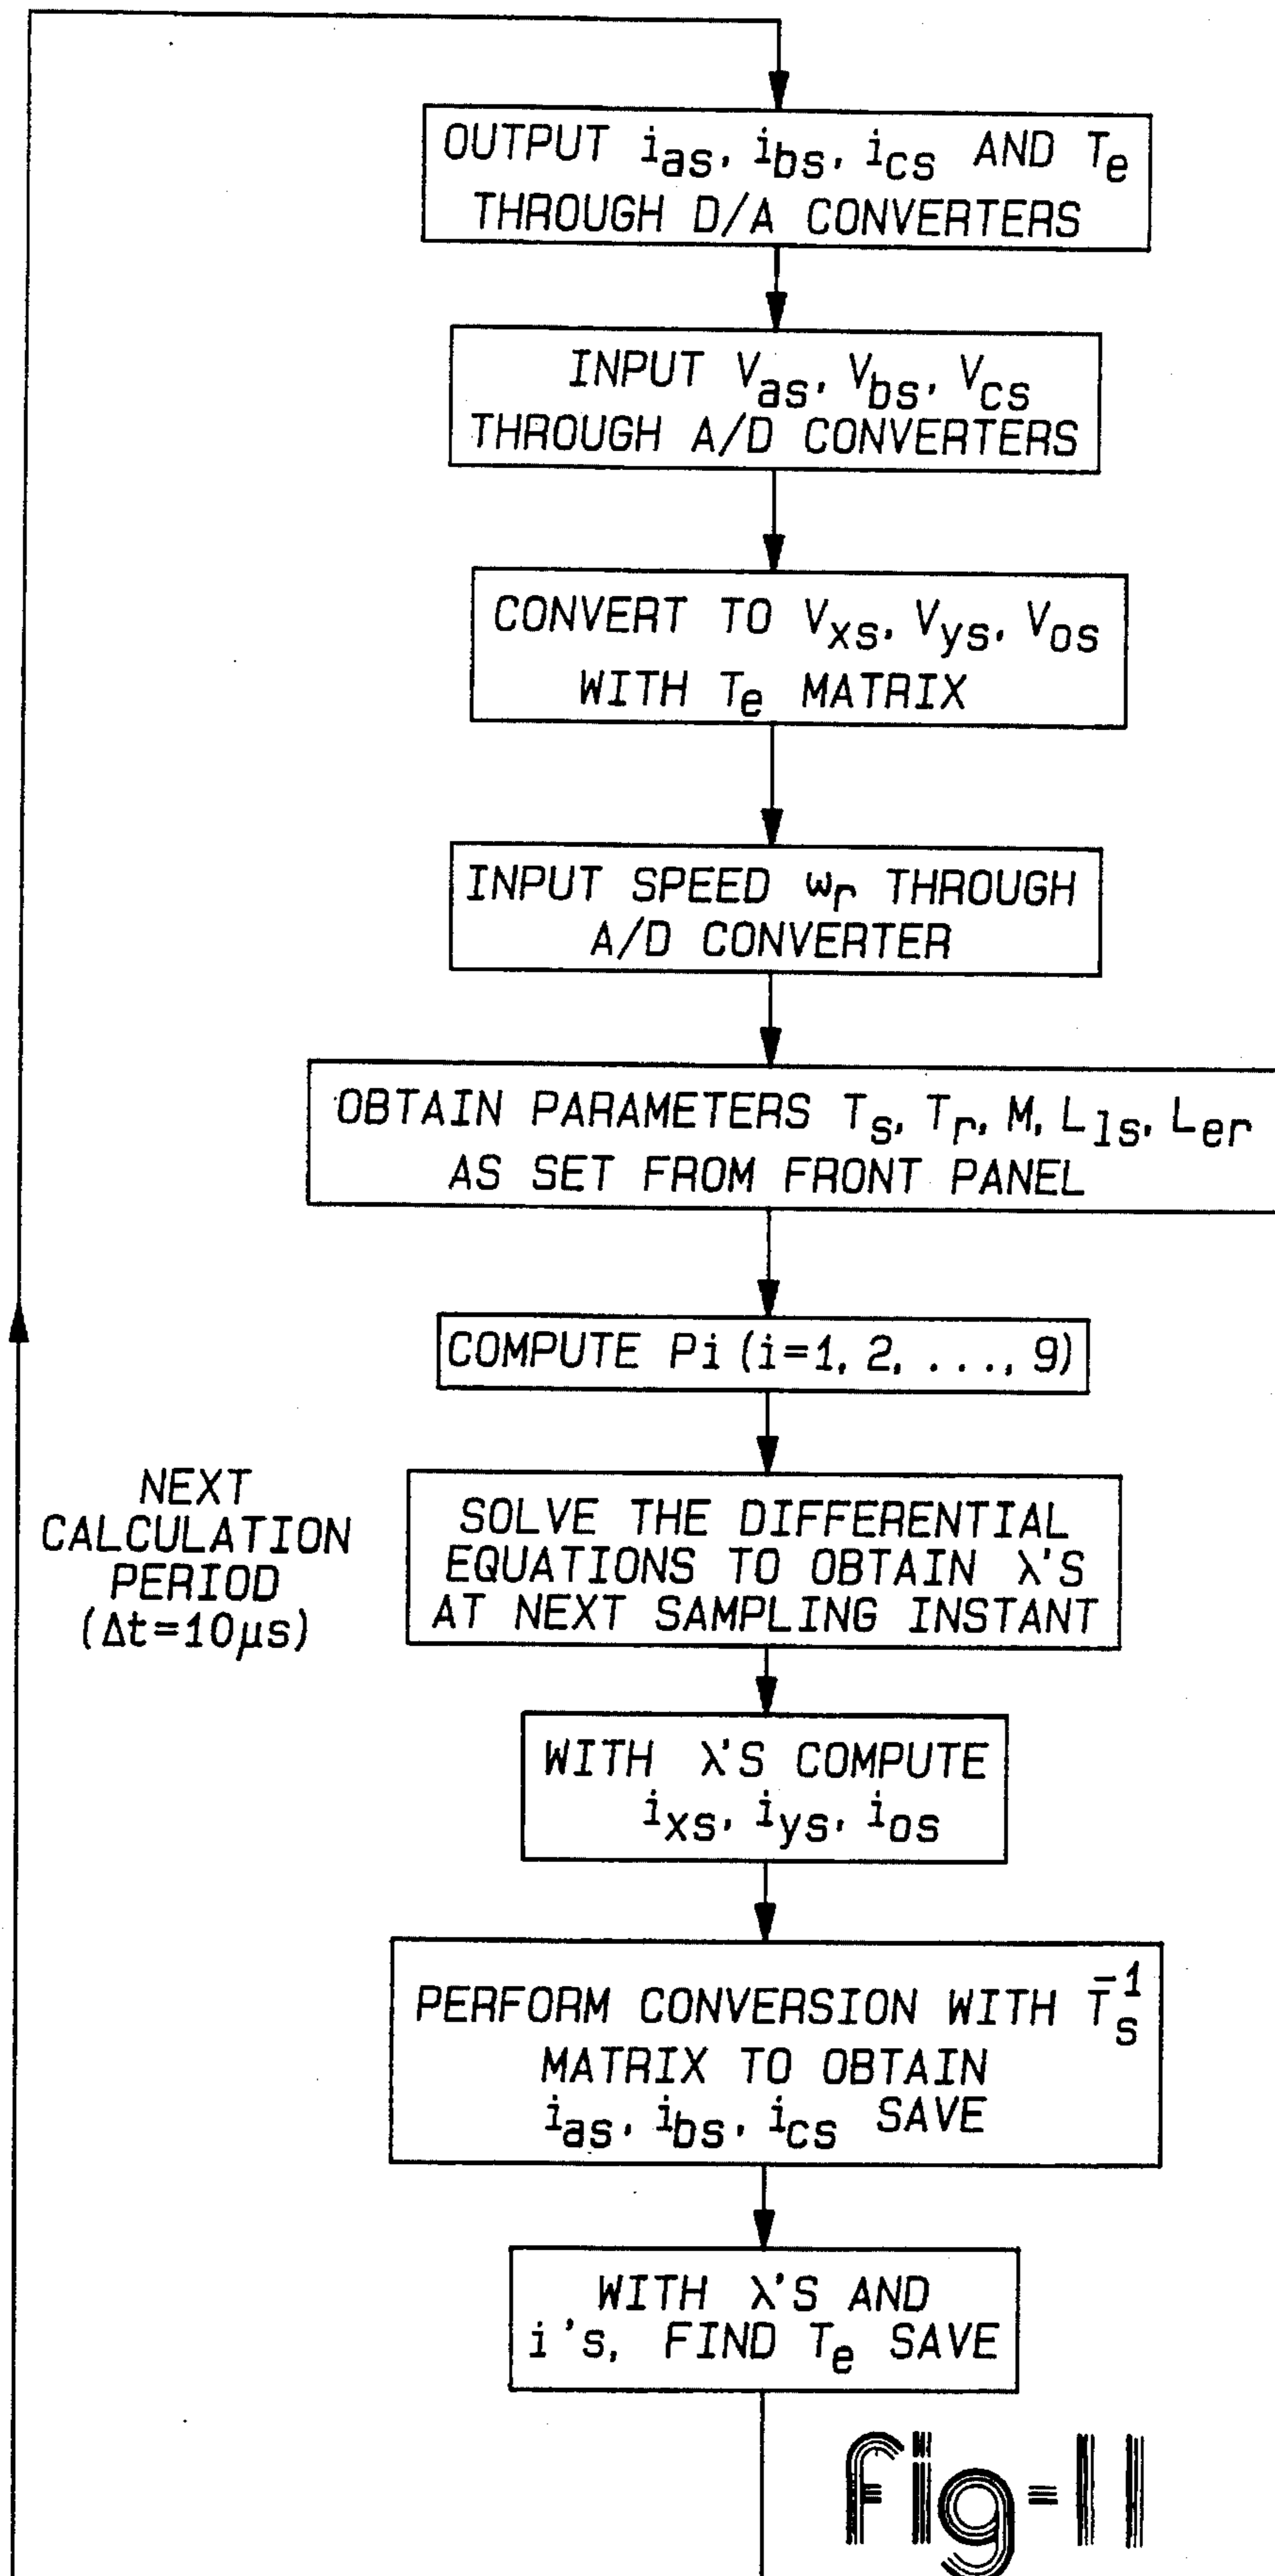 OUTPUT ias, ibs, ics AND Te
THROUGH D/A CONVERTERS
INPUT Vas, Vbs, Vcs
THROUGH A/D CONVERTERS
CONVERT TO Vxs, Vys, Vos
WITH Te MATRIX
INPUT SPEED ωr THROUGH
A/D CONVERTER
OBTAIN PARAMETERS Ts, Tr, M, Lls, Ler
AS SET FROM FRONT PANEL
COMPUTE Pi (i=1, 2, ..., 9)
NEXT
CALCULATION
PERIOD
(Δt=10μs)
SOLVE THE DIFFERENTIAL
EQUATIONS TO OBTAIN λ'S
AT NEXT SAMPLING INSTANT
WITH λ'S COMPUTE
ixs, iys, ios
PERFORM CONVERSION WITH Ts⁻¹
MATRIX TO OBTAIN
ias, ibs, ics SAVE
WITH λ'S AND
i's, FIND Te SAVE
Fig-11